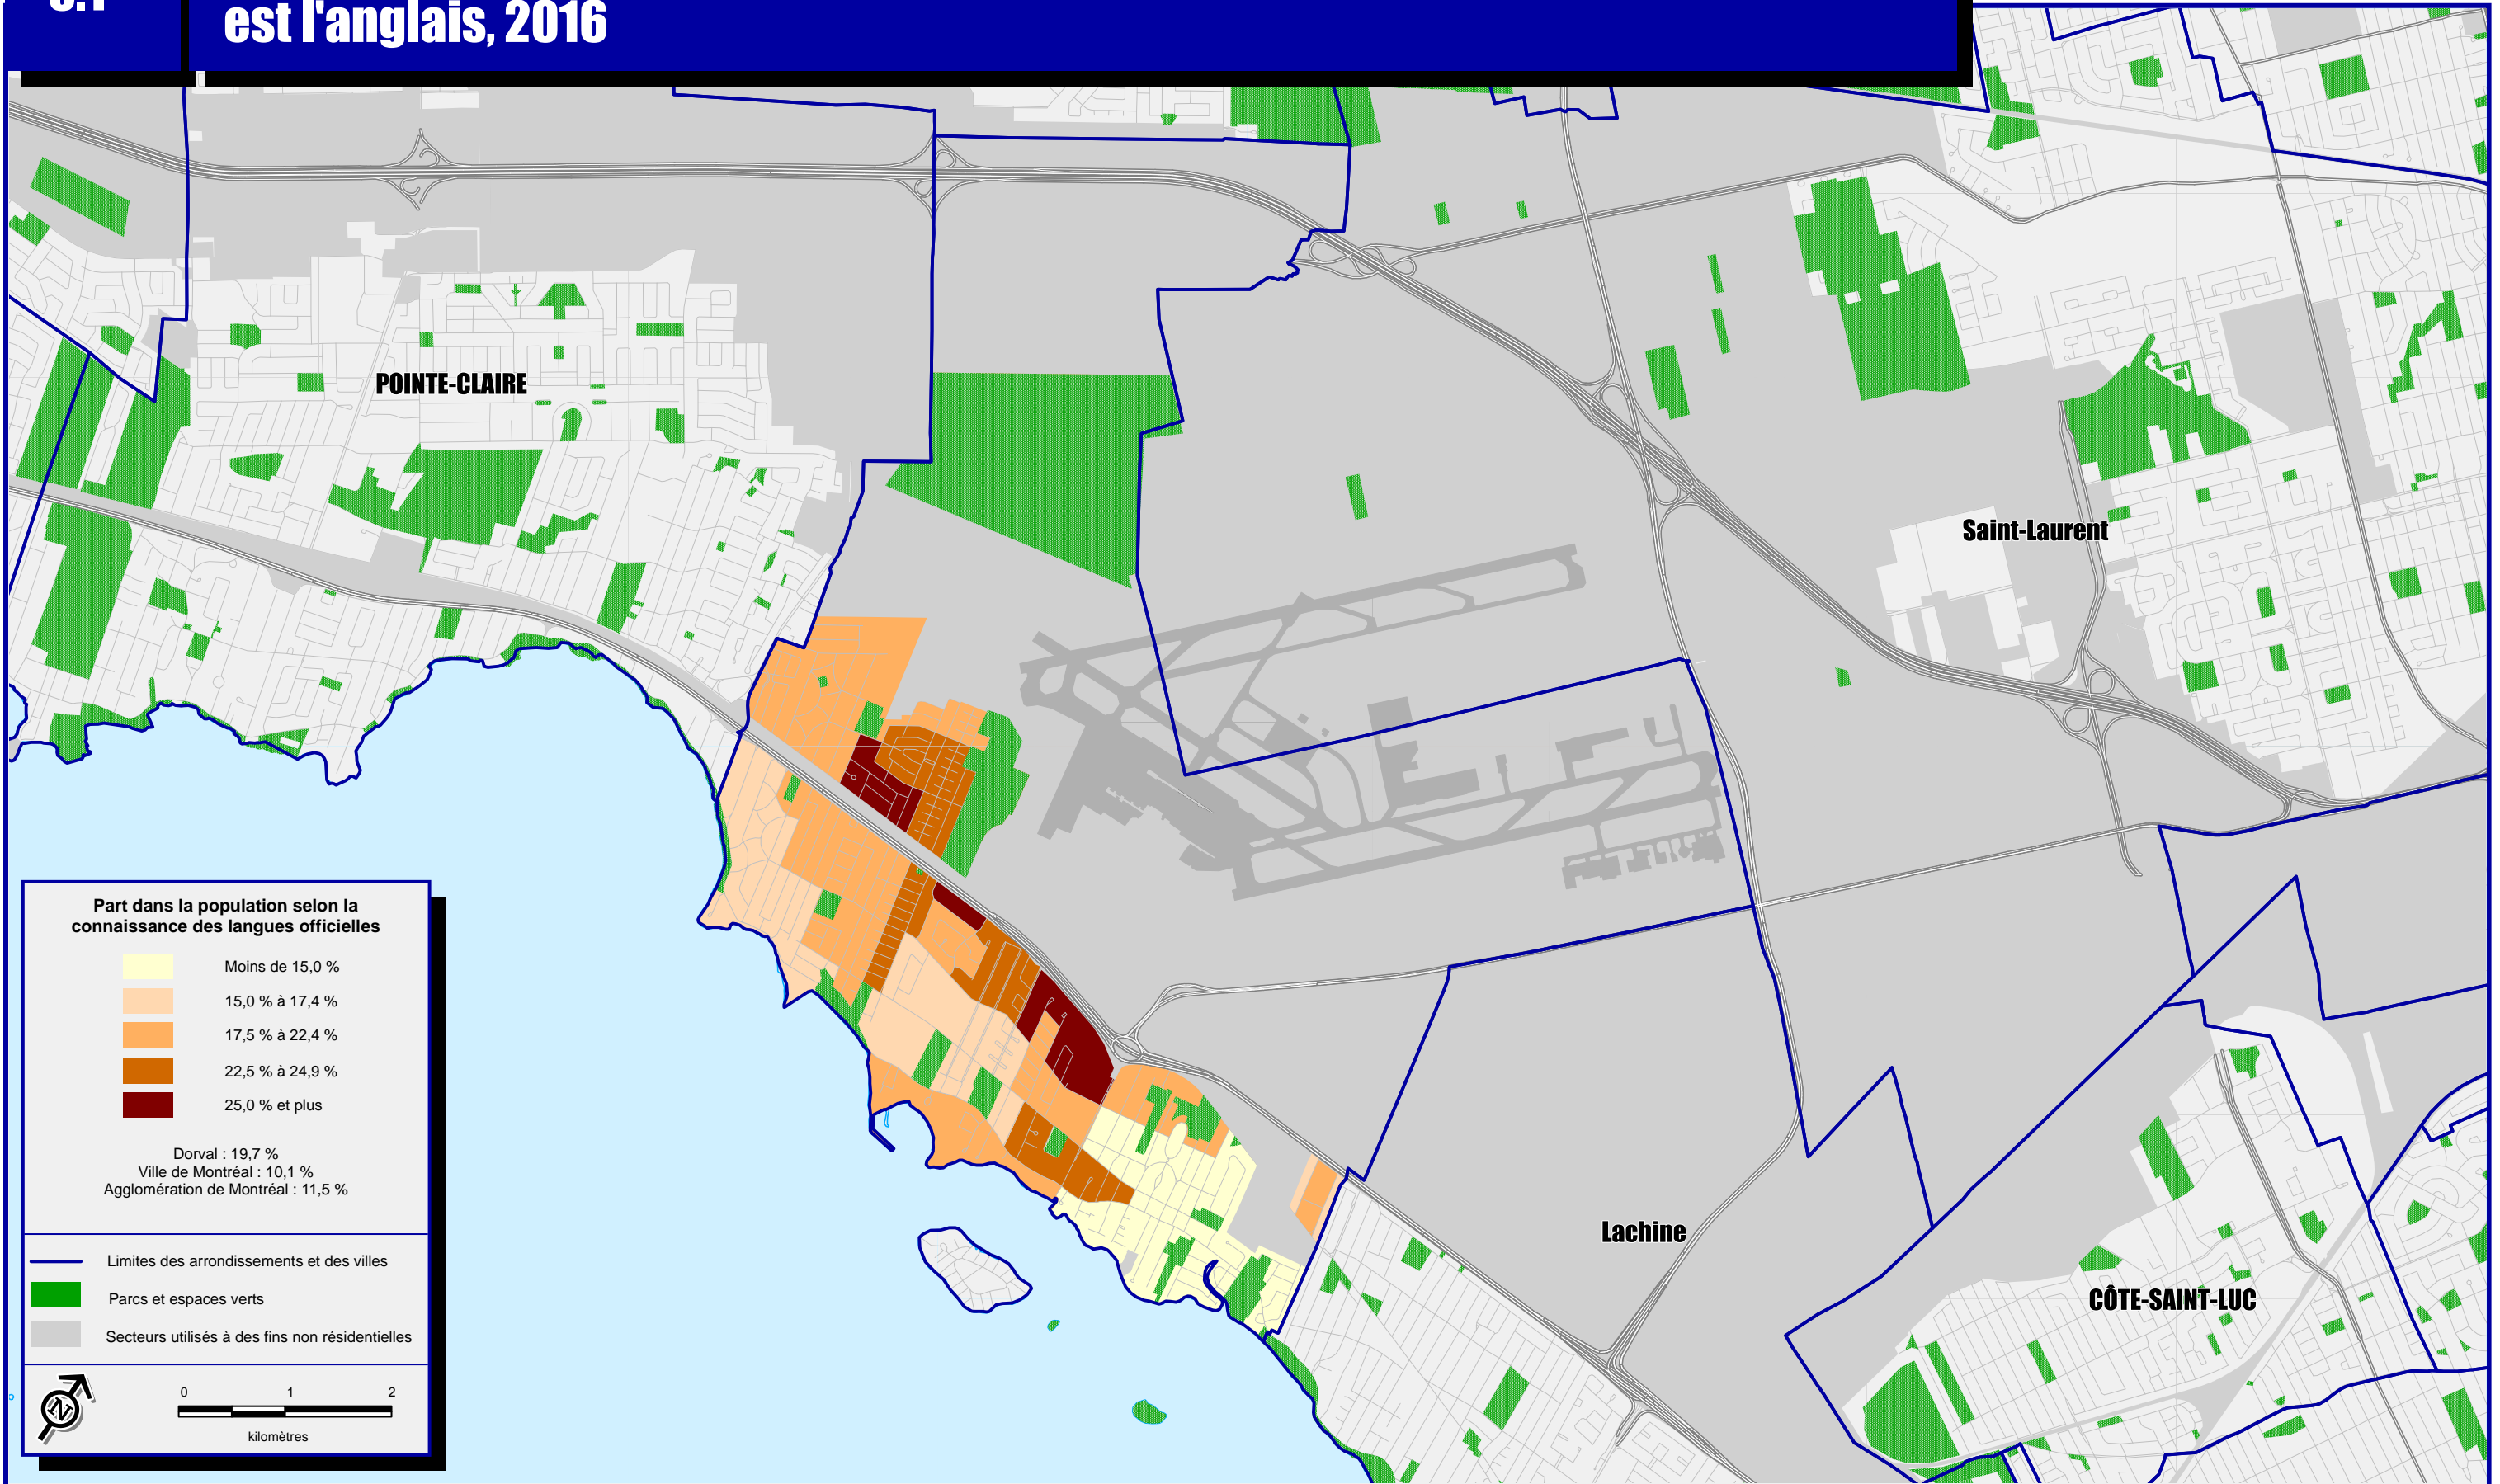 est l'anglais, 2016
POINTE-CLAIRE
Saint-Laurent
Lachine
CÔTE-SAINT-LUC
Part dans la population selon la
connaissance des langues officielles
Moins de 15,0 %
15,0 % à 17,4 %
17,5 % à 22,4 %
22,5 % à 24,9 %
25,0 % et plus
Dorval : 19,7 %
Ville de Montréal : 10,1 %
Agglomération de Montréal : 11,5 %
Limites des arrondissements et des villes
Parcs et espaces verts
Secteurs utilisés à des fins non résidentielles
N
0 1 2
kilomètres